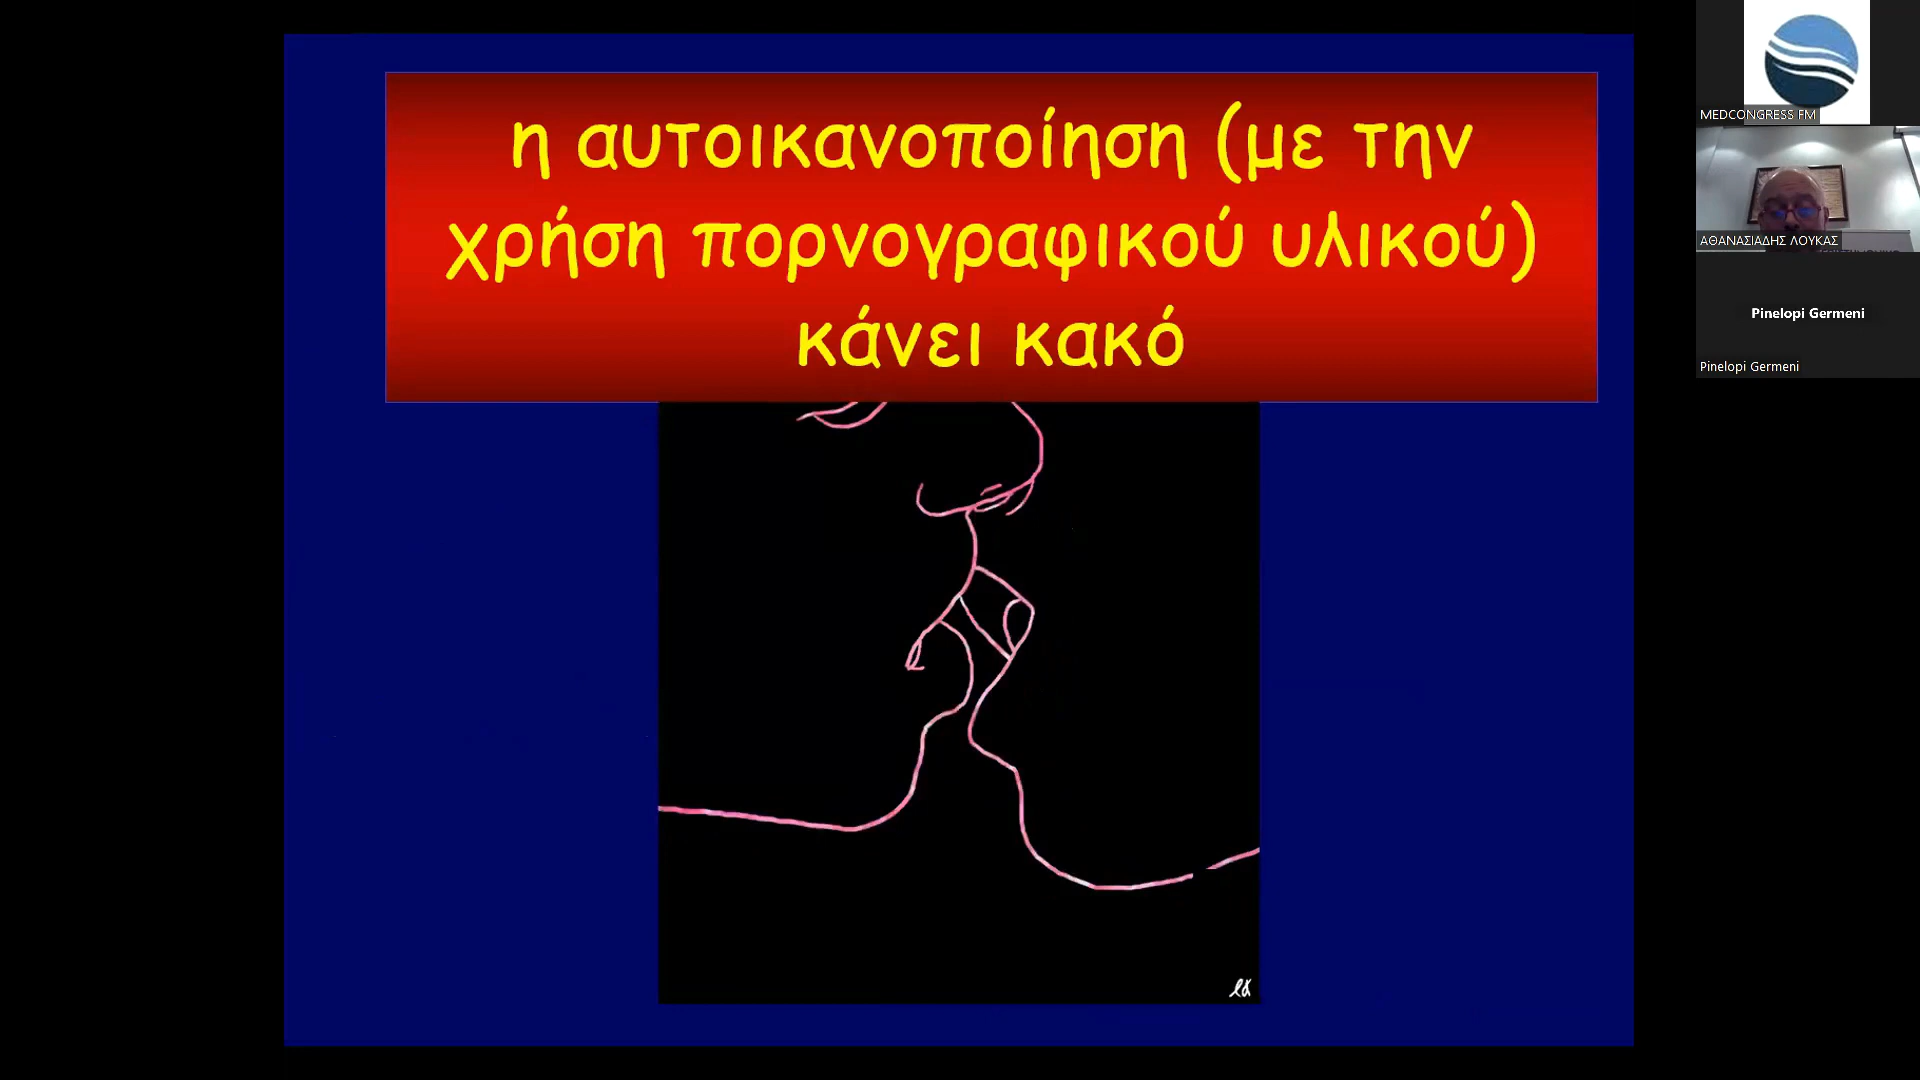 η αυτοικανοποίηση (με την
χρήση πορνογραφικού υλικού)
κάνει κακό
MEDCONGRESS FM
ΑΘΑΝΑΣΙΑΔΗΣ ΛΟΥΚΑΣ
Pinelopi Germeni
Pinelopi Germeni